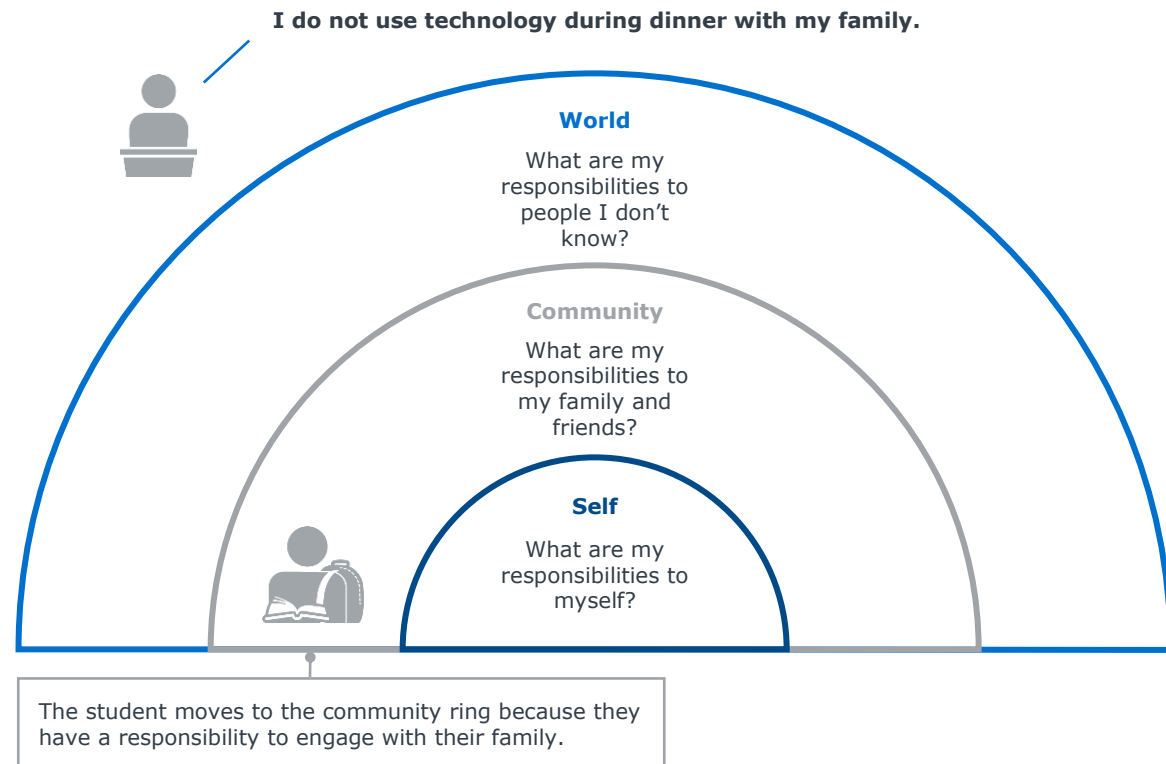 I do not use technology during dinner with my family.
World
What are my
responsibilities to
people I don’t
know?
Community
What are my
responsibilities to
my family and
friends?
Self
What are my
responsibilities to
myself?
The student moves to the community ring because they
have a responsibility to engage with their family.